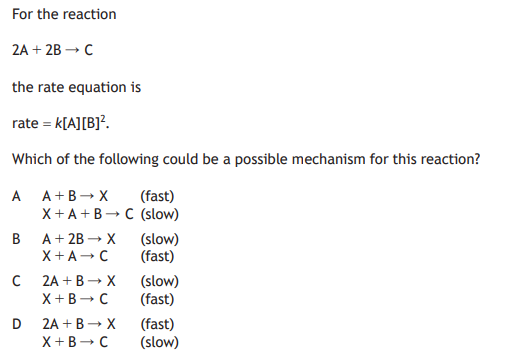 For the reaction
2A + 2B → C
the rate equation is
rate = k[A][B]².
Which of the following could be a possible mechanism for this reaction?
A A + B → X (fast)
X + A + B → C (slow)
B A + 2B → X (slow)
X + A → C (fast)
C 2A + B → X (slow)
X + B → C (fast)
D 2A + B → X (fast)
X + B → C (slow)